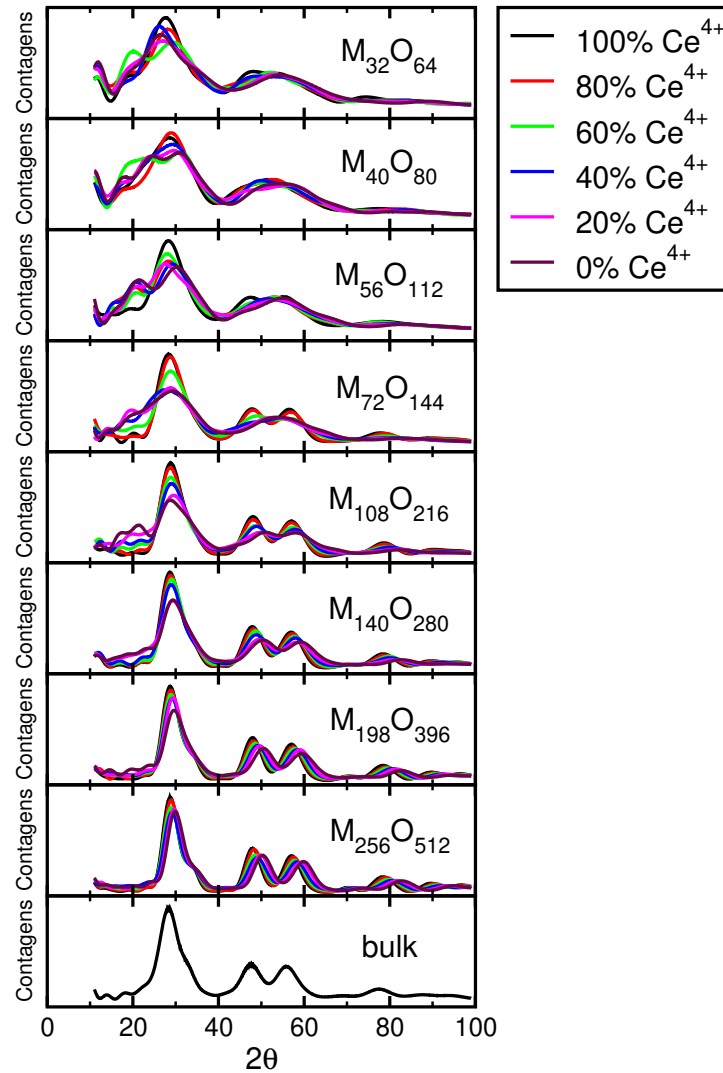 Contagens
M₃₂O₆₄
Contagens
M₄₀O₈₀
Contagens
M₅₆O₁₁₂
Contagens
M₇₂O₁₄₄
Contagens
M₁₀₈O₂₁₆
Contagens
M₁₄₀O₂₈₀
Contagens
M₁₉₈O₃₉₆
Contagens
M₂₅₆O₅₁₂
Contagens
bulk
0 20 40 60 80 100
2θ
100% Ce⁴⁺
80% Ce⁴⁺
60% Ce⁴⁺
40% Ce⁴⁺
20% Ce⁴⁺
0% Ce⁴⁺